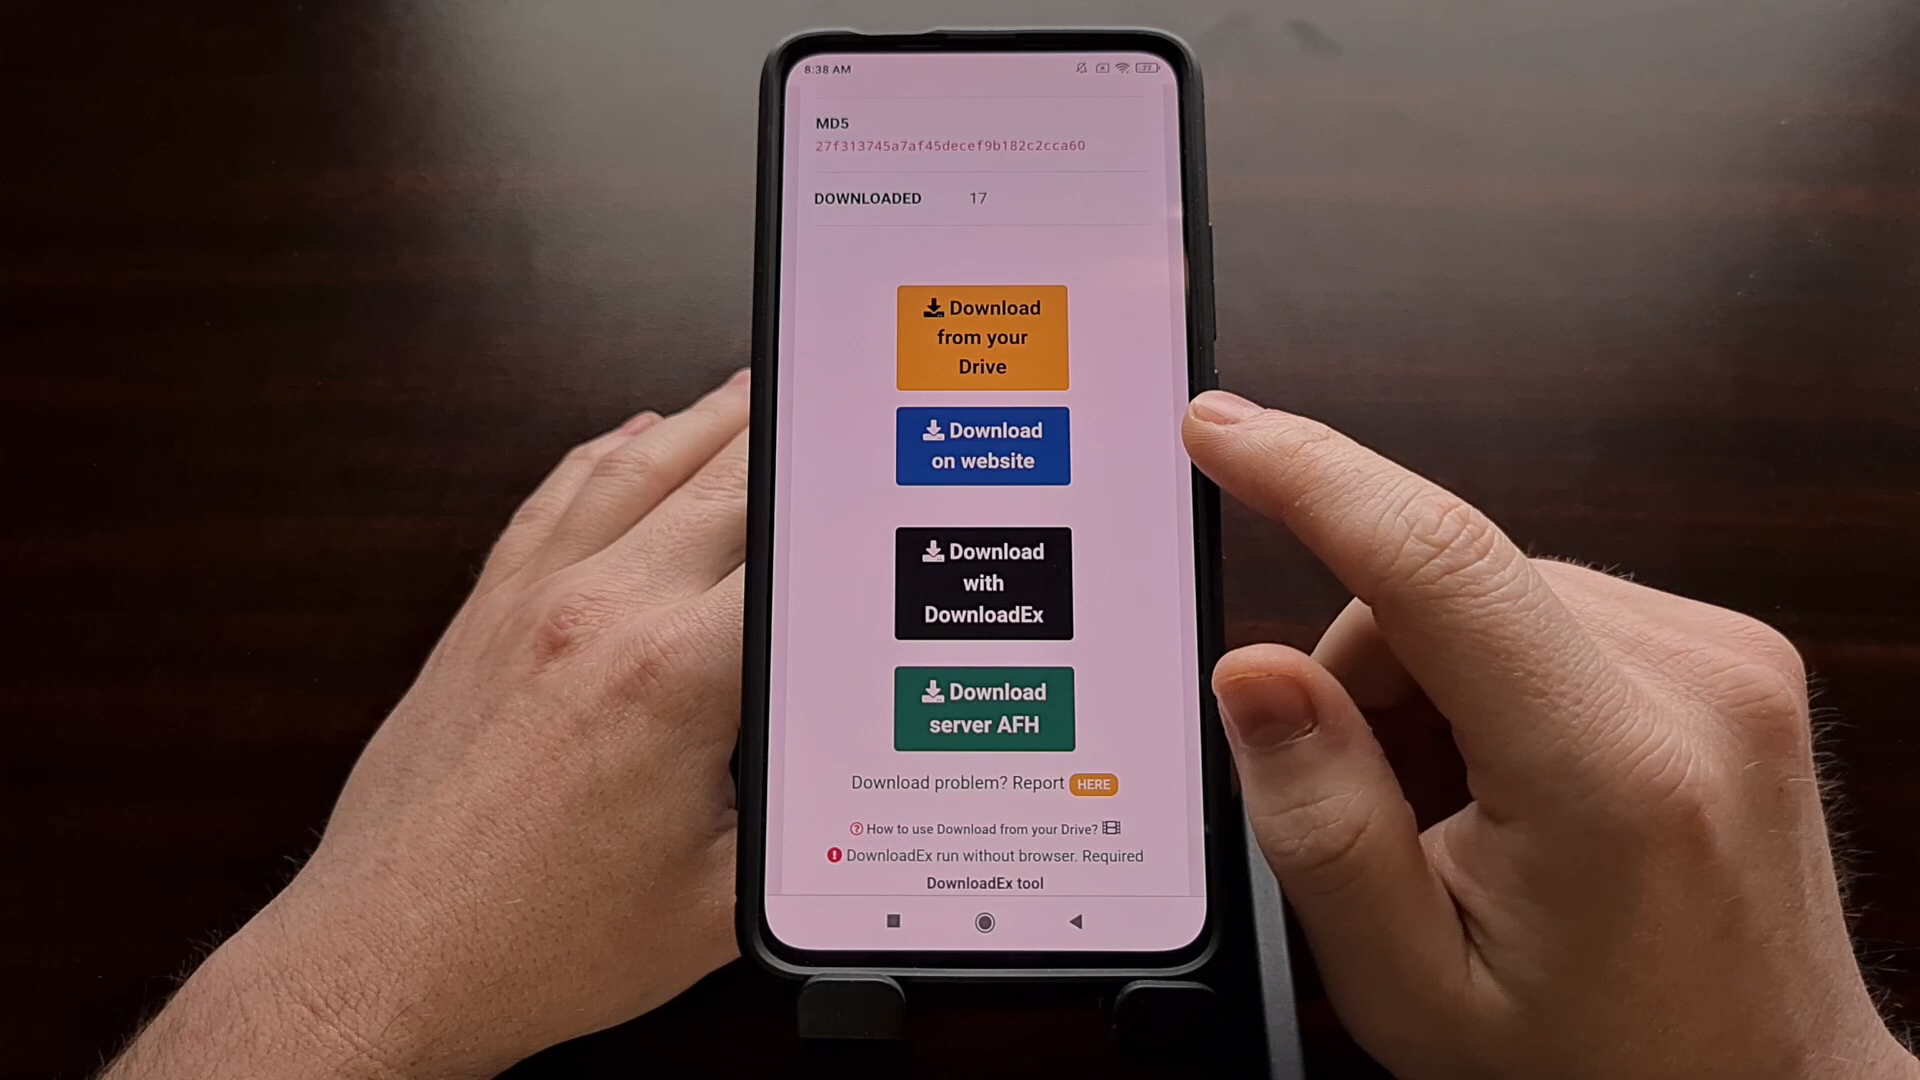 8:38 AM
77
MD5
27f313745a7af45decef9b182c2cca60
DOWNLOADED 17
Download
from your
Drive
Download
on website
Download
with
DownloadEx
Download
server AFH
Download problem? Report HERE
How to use Download from your Drive?
DownloadEx run without browser. Required
DownloadEx tool